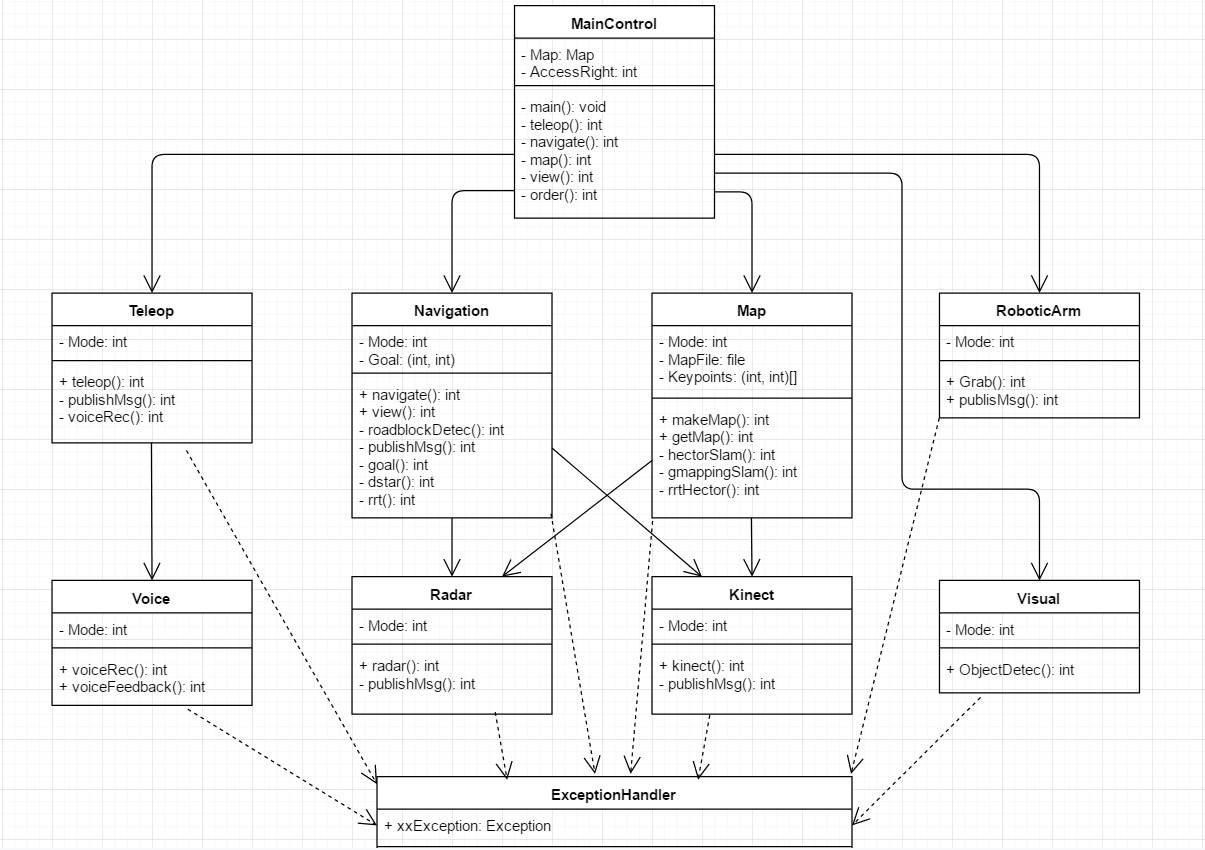 MainControl
- Map: Map
- AccessRight: int
- main(): void
- teleop(): int
- navigate(): int
- map(): int
- view(): int
- order(): int
Teleop
- Mode: int
+ teleop(): int
- publishMsg(): int
- voiceRec(): int
Navigation
- Mode: int
- Goal: (int, int)
+ navigate(): int
+ view(): int
- roadblockDetec(): int
- publishMsg(): int
- goal(): int
- dstar(): int
- rrt(): int
Map
- Mode: int
- MapFile: file
- Keypoints: (int, int)[]
+ makeMap(): int
+ getMap(): int
- hectorSlam(): int
- gmappingSlam(): int
- rrtHector(): int
RoboticArm
- Mode: int
+ Grab(): int
+ publisMsg(): int
Voice
- Mode: int
+ voiceRec(): int
+ voiceFeedback(): int
Radar
- Mode: int
+ radar(): int
- publishMsg(): int
Kinect
- Mode: int
+ kinect(): int
- publishMsg(): int
Visual
- Mode: int
+ ObjectDetec(): int
ExceptionHandler
+ xxException: Exception